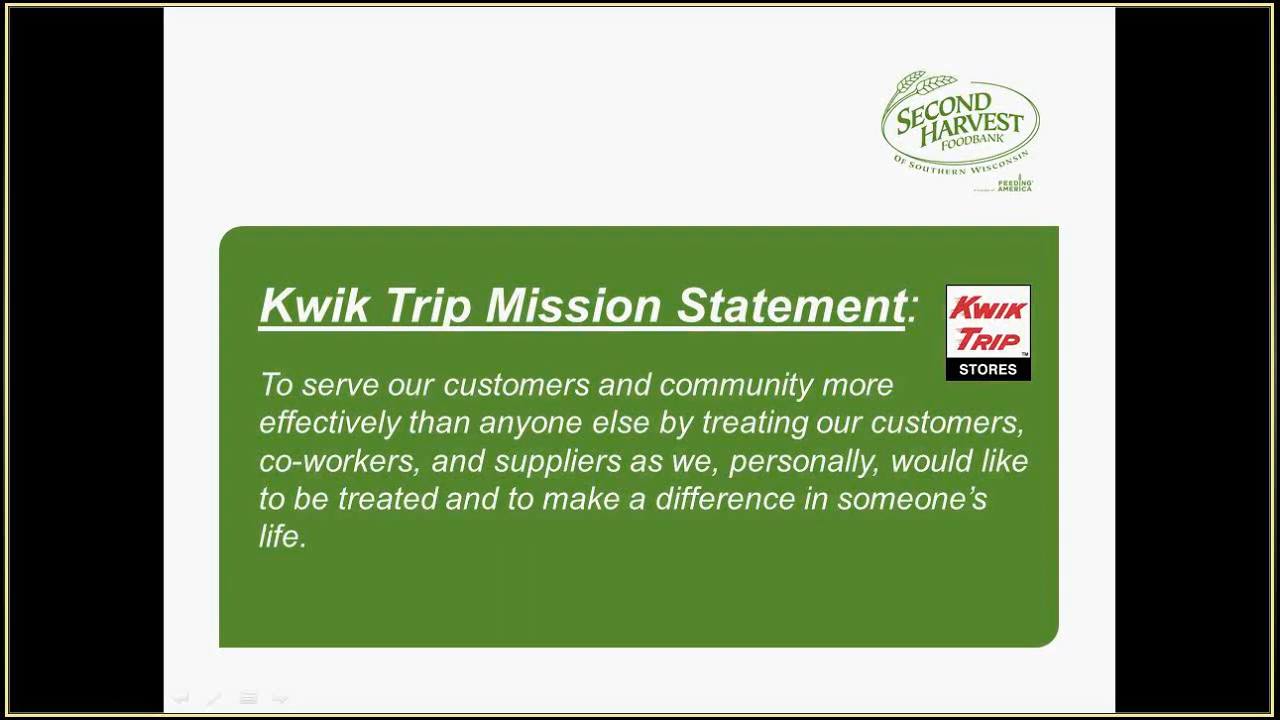 SECOND
HARVEST
FOODBANK
OF SOUTHERN WISCONSIN
FEEDING
AMERICA
Kwik Trip Mission Statement:
KWIK
TRIP
TM
STORES
To serve our customers and community more
effectively than anyone else by treating our customers,
co-workers, and suppliers as we, personally, would like
to be treated and to make a difference in someone’s
life.